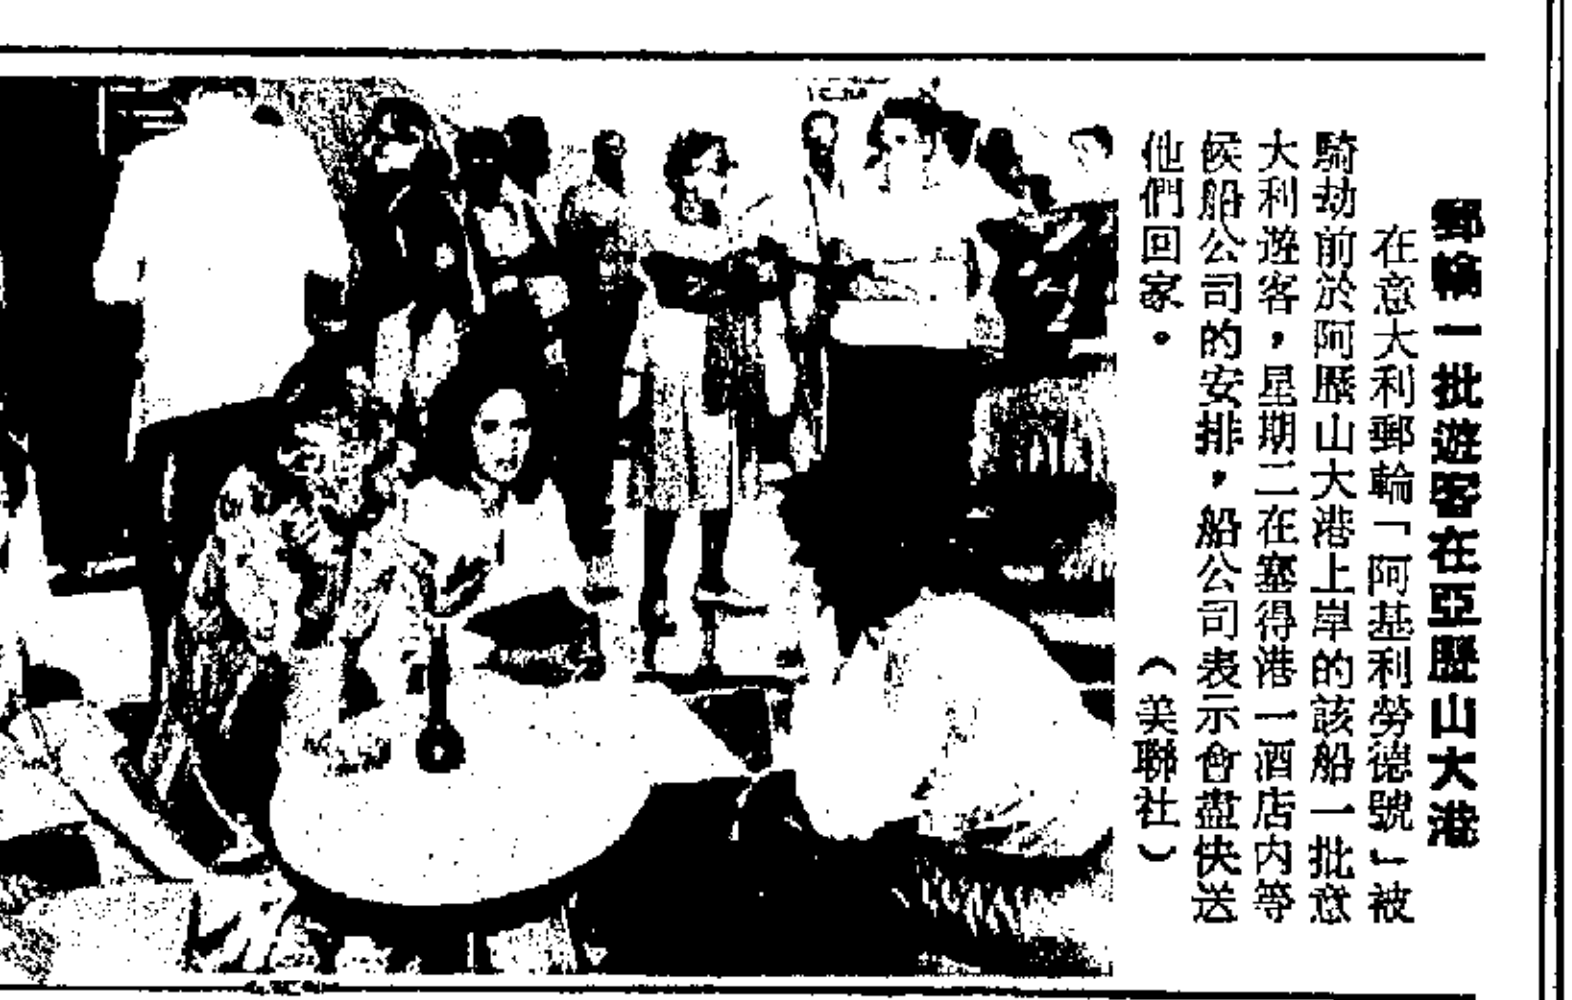 郵輪一批遊客在亞歷山大港
在意大利郵輪「阿基利勞德號」被
騎劫前於阿歷山大港上岸的該船一批意
大利遊客，星期二在塞得港一酒店內等
候船公司的安排，船公司表示會盡快送
他們回家。
（美聯社）